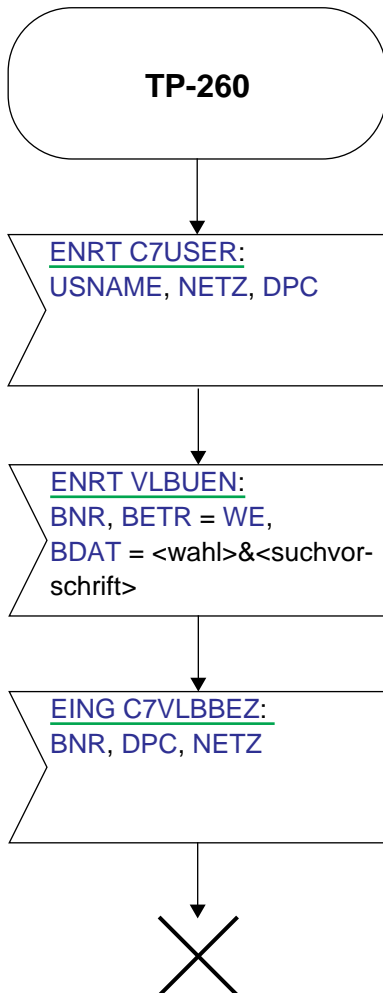 TP-260
ENRT C7USER:
USNAME, NETZ, DPC
ENRT VLBUEN:
BNR, BETR = WE,
BDAT = <wahl>&<suchvor-
schrift>
EING C7VLBBEZ:
BNR, DPC, NETZ